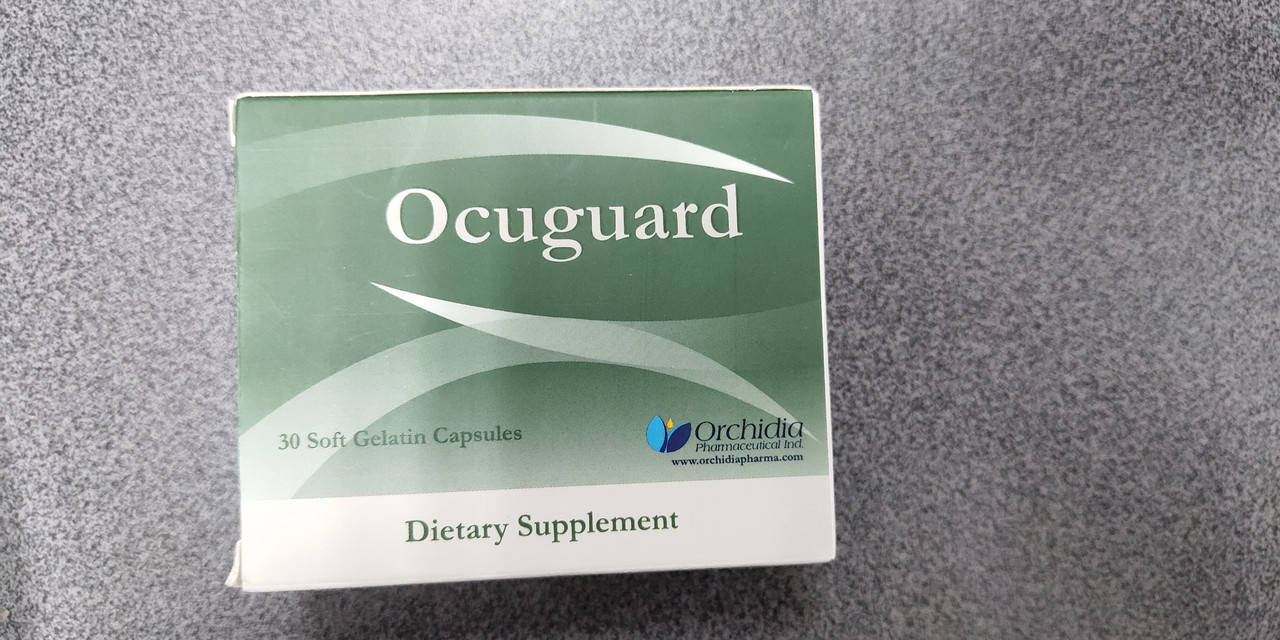 Ocuguard
30 Soft Gelatin Capsules
Orchidia
Pharmaceutical Ind.
www.orchidiapharma.com
Dietary Supplement